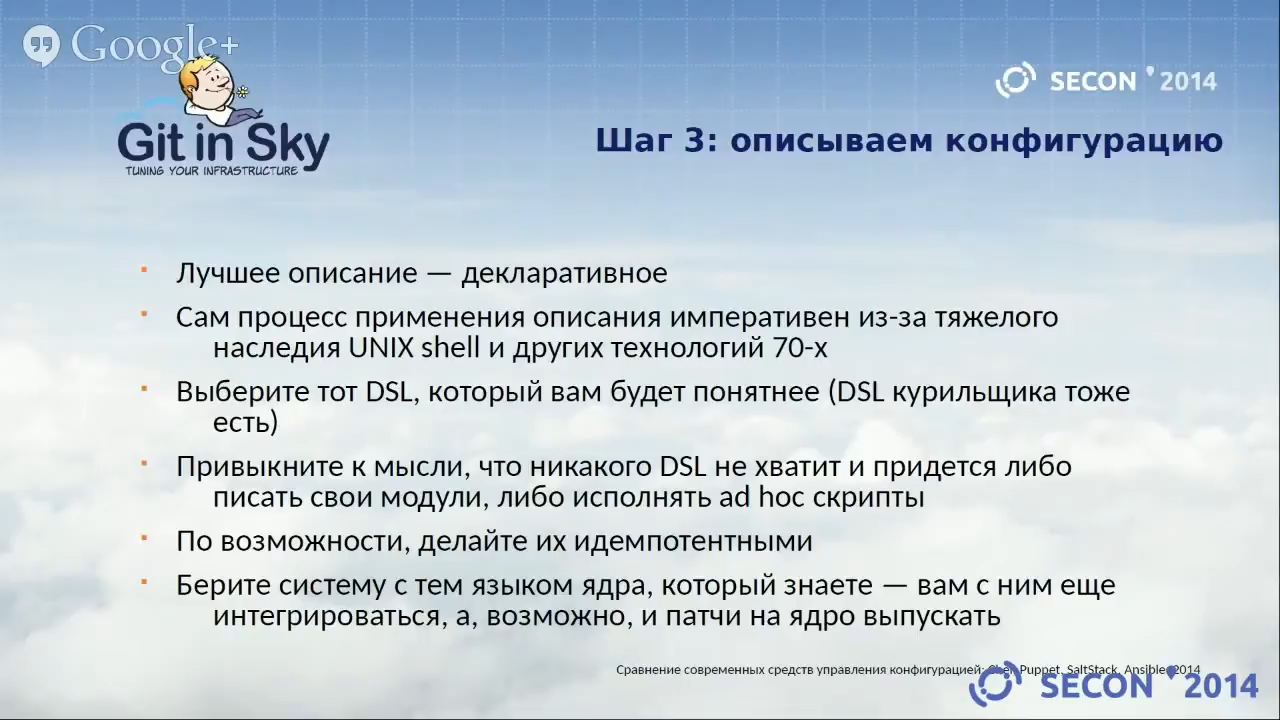 Google+
SECON 2014
Git in Sky
TUNING YOUR INFRASTRUCTURE
Шаг 3: описываем конфигурацию
Лучшее описание — декларативное
Сам процесс применения описания императивен из-за тяжелого
наследия UNIX shell и других технологий 70-х
Выберите тот DSL, который вам будет понятнее (DSL курильщика тоже
есть)
Привыкните к мысли, что никакого DSL не хватит и придется либо
писать свои модули, либо исполнять ad hoc скрипты
По возможности, делайте их идемпотентными
Берите систему с тем языком ядра, который знаете — вам с ним еще
интегрироваться, а, возможно, и патчи на ядро выпускать
Сравнение современных средств управления конфигурацией: Puppet, SaltStack, Ansible 2014
SECON 2014